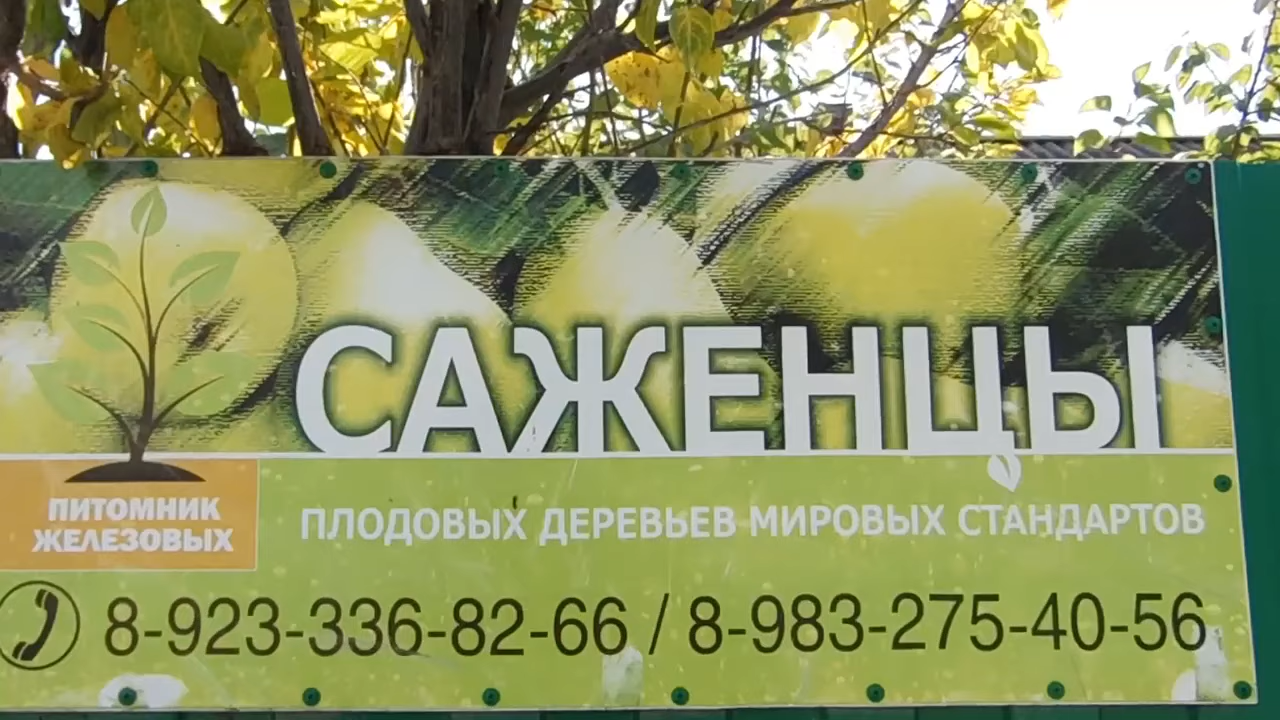 САЖЕНЦЫ
ПИТОМНИК
ЖЕЛЕЗОВЫХ
ПЛОДОВЫХ ДЕРЕВЬЕВ МИРОВЫХ СТАНДАРТОВ
8-923-336-82-66 / 8-983-275-40-56